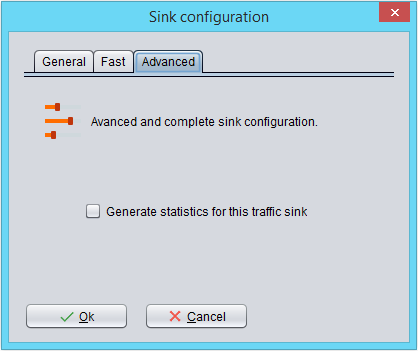 Sink configuration
General Fast Advanced
Avanced and complete sink configuration.
Generate statistics for this traffic sink
Ok Cancel